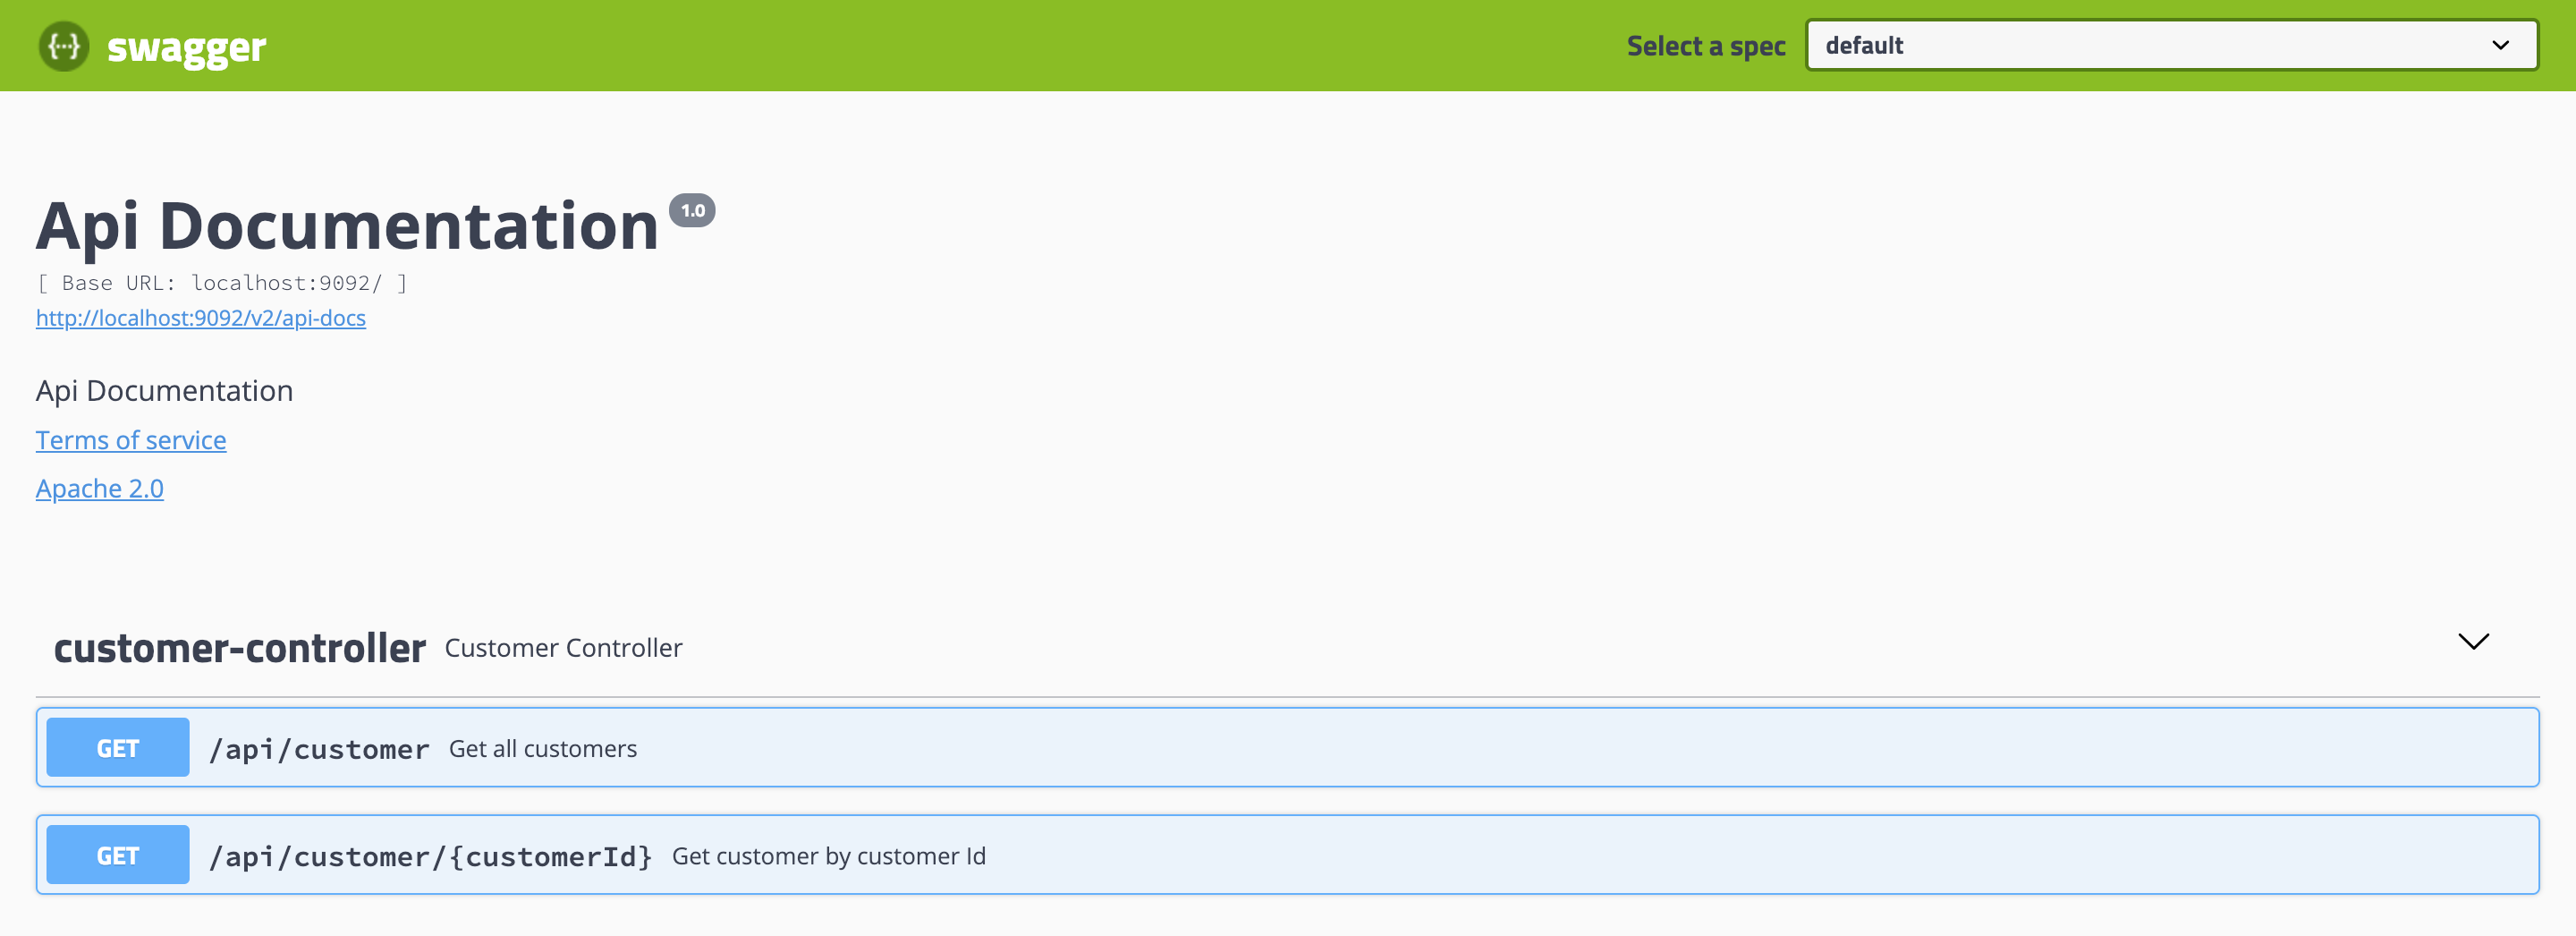 {···} swagger
Select a spec default
Api Documentation 1.0
[ Base URL: localhost:9092/ ]
http://localhost:9092/v2/api-docs
Api Documentation
Terms of service
Apache 2.0
customer-controller Customer Controller
GET /api/customer Get all customers
GET /api/customer/{customerId} Get customer by customer Id